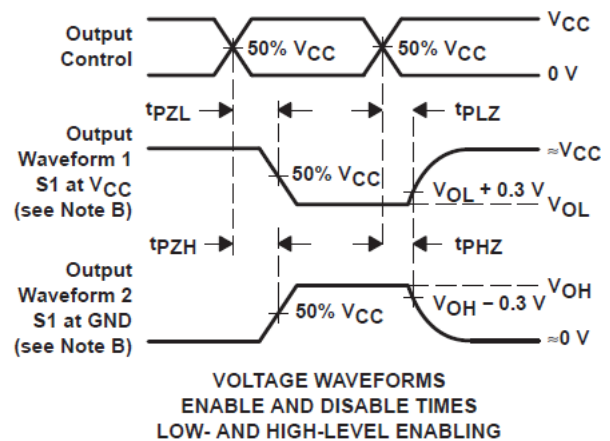 Output
Control
50% VCC
50% VCC
VCC
0 V
tPZL
tPLZ
Output
Waveform 1
S1 at VCC
(see Note B)
50% VCC
≈VCC
VOL + 0.3 V
VOL
tPZH
tPHZ
Output
Waveform 2
S1 at GND
(see Note B)
50% VCC
VOH
VOH − 0.3 V
≈0 V
VOLTAGE WAVEFORMS
ENABLE AND DISABLE TIMES
LOW- AND HIGH-LEVEL ENABLING